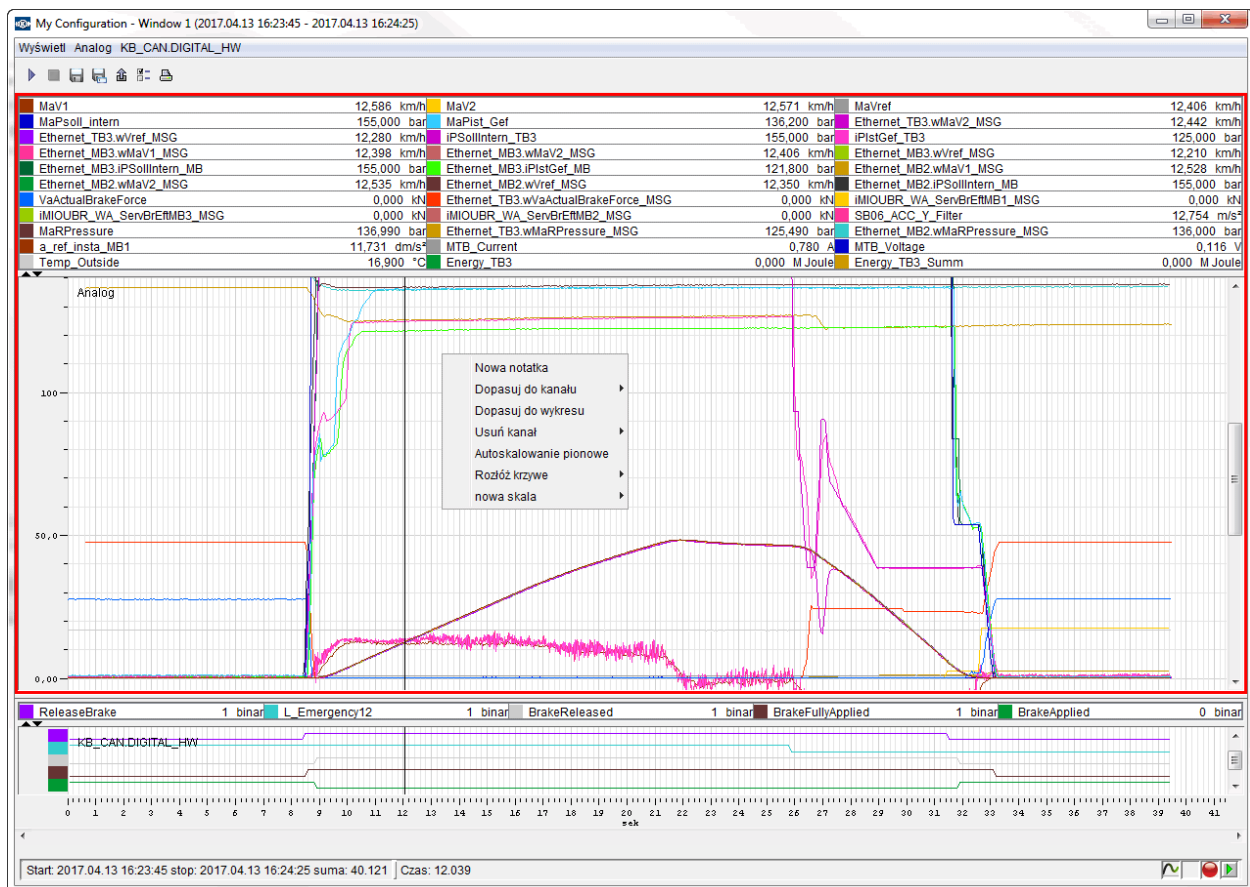 My Configuration - Window 1 (2017.04.13 16:23:45 - 2017.04.13 16:24:25)
Wyświetl Analog KB_CAN.DIGITAL_HW
MaV1 12,586 km/h MaV2 12,571 km/h MaVref 12,406 km/h
MaPsoll_intern 155,000 bar MaPist_Gef 136,200 bar Ethernet_TB3.wMaV2_MSG 12,442 km/h
Ethernet_TB3.wVref_MSG 12,280 km/h iPSollIntern_TB3 155,000 bar iPIstGef_TB3 125,000 bar
Ethernet_MB3.wMaV1_MSG 12,398 km/h Ethernet_MB3.wMaV2_MSG 12,406 km/h Ethernet_MB3.wVref_MSG 12,210 km/h
Ethernet_MB3.iPSollIntern_MB 155,000 bar Ethernet_MB3.iPIstGef_MB 121,800 bar Ethernet_MB2.wMaV1_MSG 12,528 km/h
Ethernet_MB2.wMaV2_MSG 12,535 km/h Ethernet_MB2.wVref_MSG 12,350 km/h Ethernet_MB2.iPSollIntern_MB 155,000 bar
VaActualBrakeForce 0,000 kN Ethernet_TB3.wVaActualBrakeForce_MSG 0,000 kN iMIOUBR_WA_ServBrEffMB1_MSG 0,000 kN
iMIOUBR_WA_ServBrEffMB3_MSG 0,000 kN iMIOUBR_WA_ServBrEffMB2_MSG 0,000 kN SB06_ACC_Y_Filter 12,754 m/s²
MaRPressure 136,990 bar Ethernet_TB3.wMaRPressure_MSG 125,490 bar Ethernet_MB2.wMaRPressure_MSG 136,000 bar
a_ref_insta_MB1 11,731 dm/s² MTB_Current 0,780 A MTB_Voltage 0,116 V
Temp_Outside 16,900 °C Energy_TB3 0,000 M Joule Energy_TB3_Summ 0,000 M Joule
Analog
Nowa notatka
Dopasuj do kanału
100
Dopasuj do wykresu
Usuń kanał
Autoskalowanie pionowe
Rozłóż krzywe
nowa skala
50,0
0,00
ReleaseBrake 1 binar L_Emergency12 1 binar BrakeReleased 1 binar BrakeFullyApplied 1 binar BrakeApplied 0 binar
KB_CAN.DIGITAL_HW
0 1 2 3 4 5 6 7 8 9 10 11 12 13 14 15 16 17 18 19 20 21 22 23 24 25 26 27 28 29 30 31 32 33 34 35 36 37 38 39 40 41
sek
Start: 2017.04.13 16:23:45 stop: 2017.04.13 16:24:25 suma: 40.121 Czas: 12.039